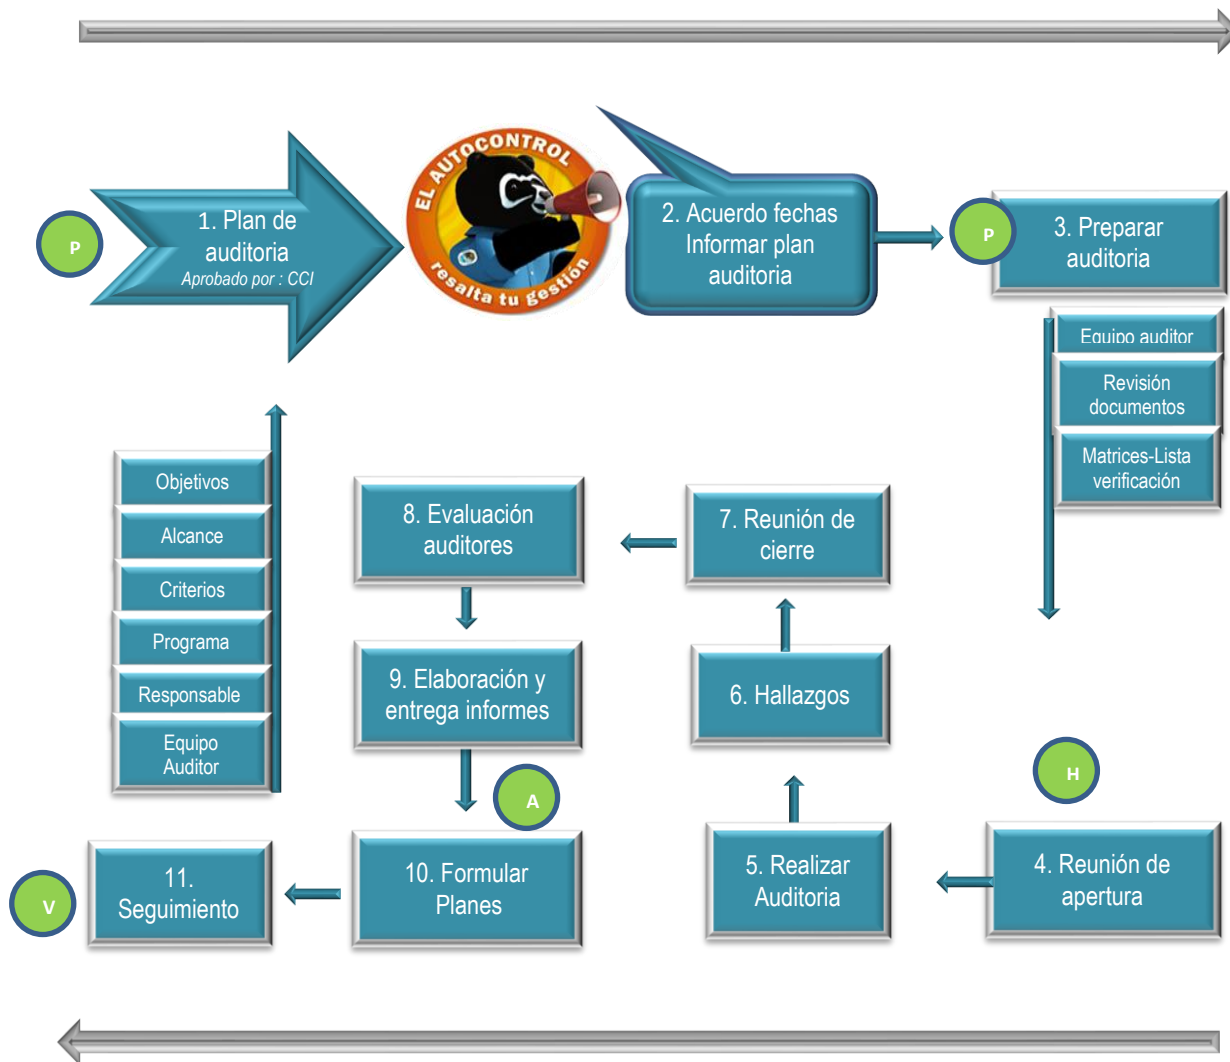 EL AUTOCONTROL
resalta tu gestión
P
1. Plan de
auditoria
Aprobado por : CCI
2. Acuerdo fechas
Informar plan
auditoria
P
3. Preparar
auditoria
Equipo auditor
Revisión
documentos
Matrices-Lista
verificación
Objetivos
Alcance
Criterios
Programa
Responsable
Equipo
Auditor
8. Evaluación
auditores
7. Reunión de
cierre
9. Elaboración y
entrega informes
6. Hallazgos
H
A
4. Reunión de
apertura
5. Realizar
Auditoria
10. Formular
Planes
11.
Seguimiento
V